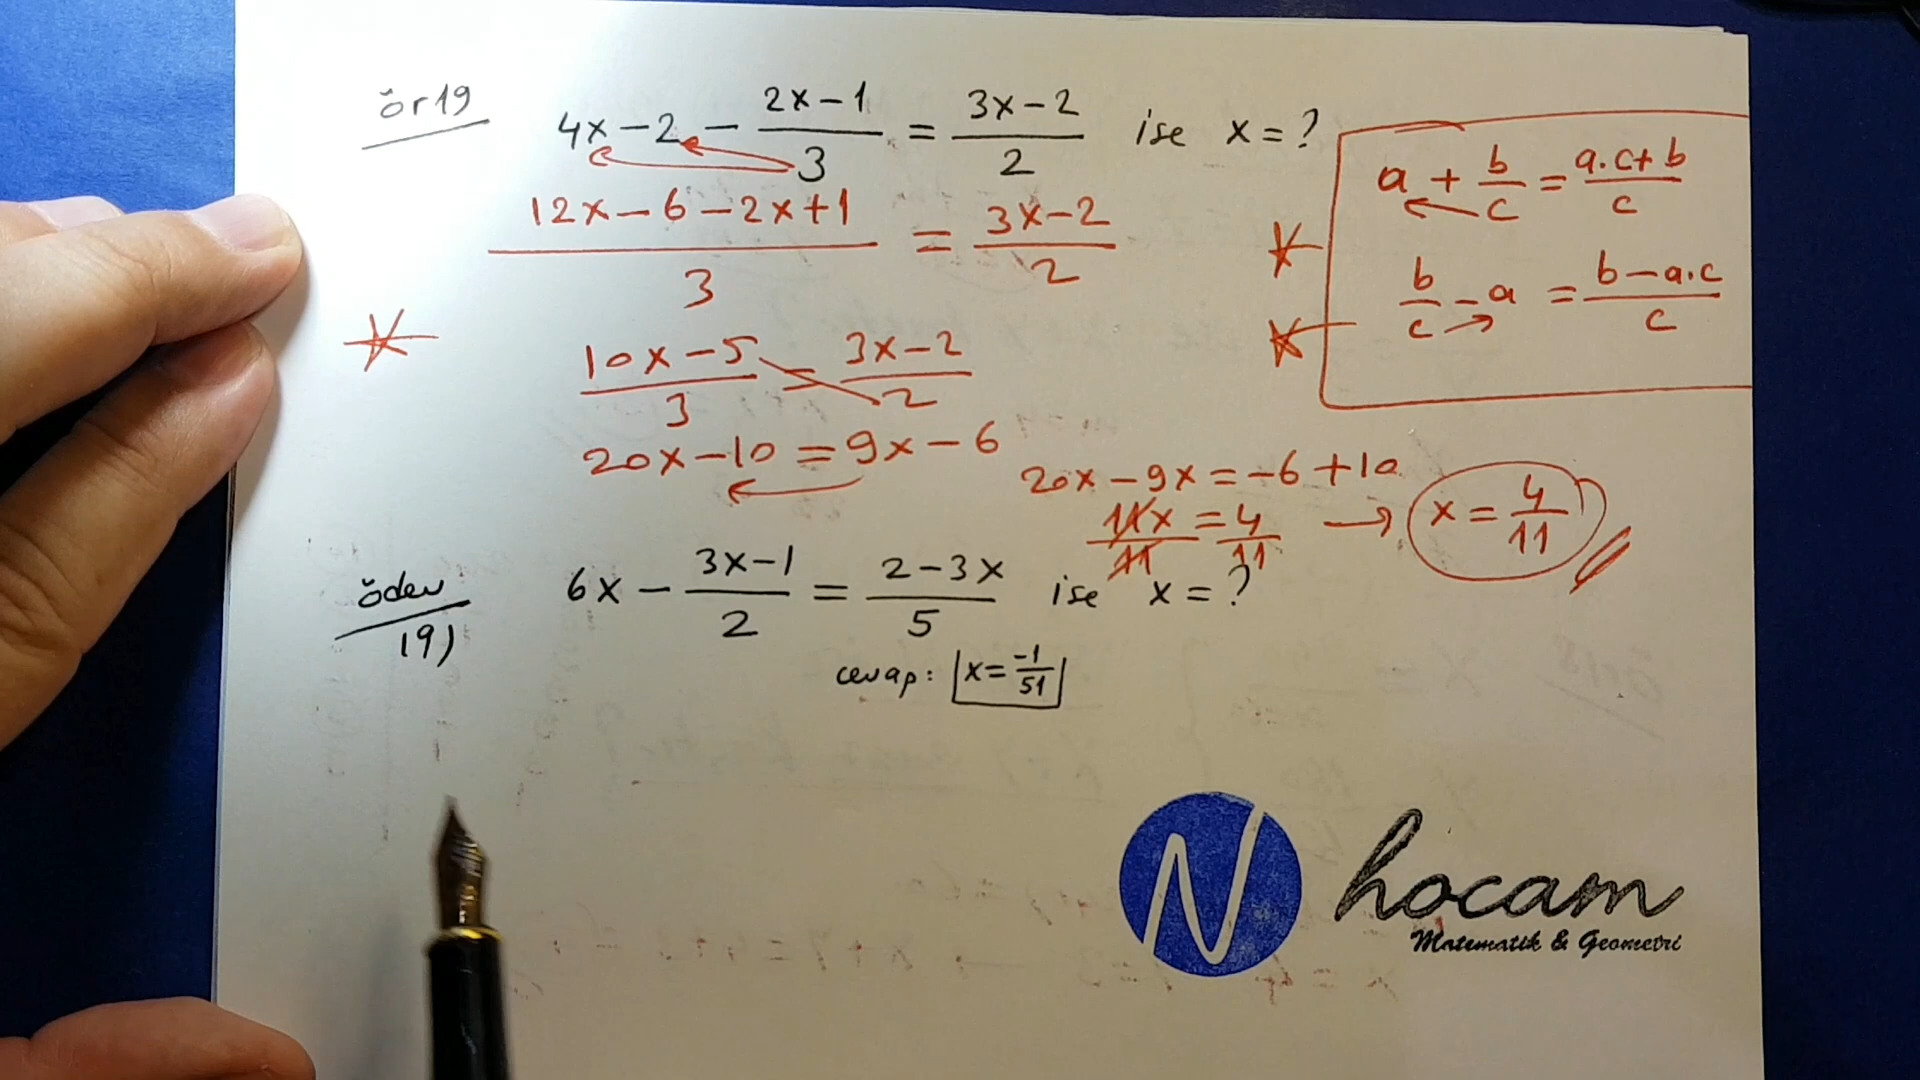 ör19
4x-2 - (2x-1)/3 = (3x-2)/2 ise x = ?
(12x-6-2x+1)/3 = (3x-2)/2
(10x-5)/3 = (3x-2)/2
20x-10 = 9x-6
20x-9x = -6+10
11x/11 = 4/11 → x = 4/11
a + b/c = (a.c+b)/c
b/c - a = (b-a.c)/c
ödev 19)
6x - (3x-1)/2 = (2-3x)/5 ise x = ?
cevap: x = -1/51
N hocam
Matematik & Geometri